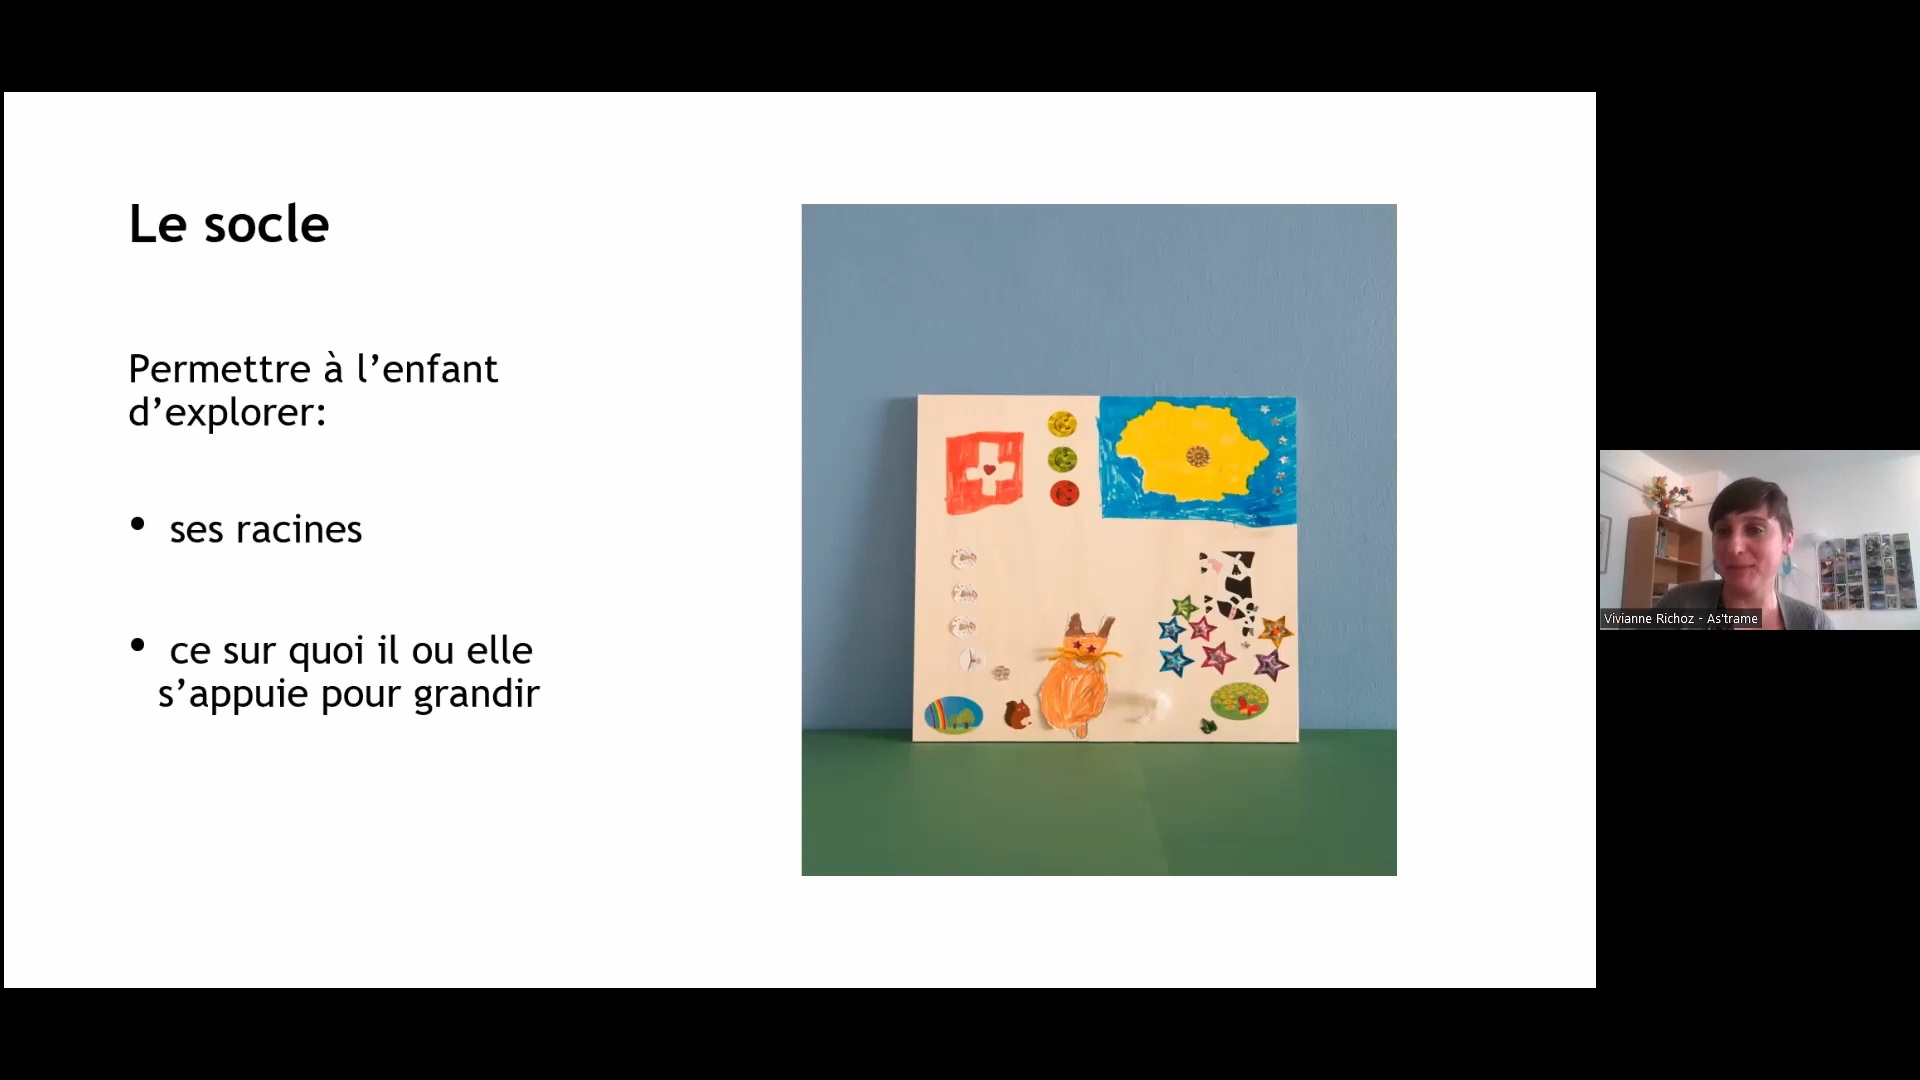 Le socle
Permettre à l’enfant
d’explorer:
• ses racines
• ce sur quoi il ou elle
s’appuie pour grandir
Vivianne Richoz - As'trame